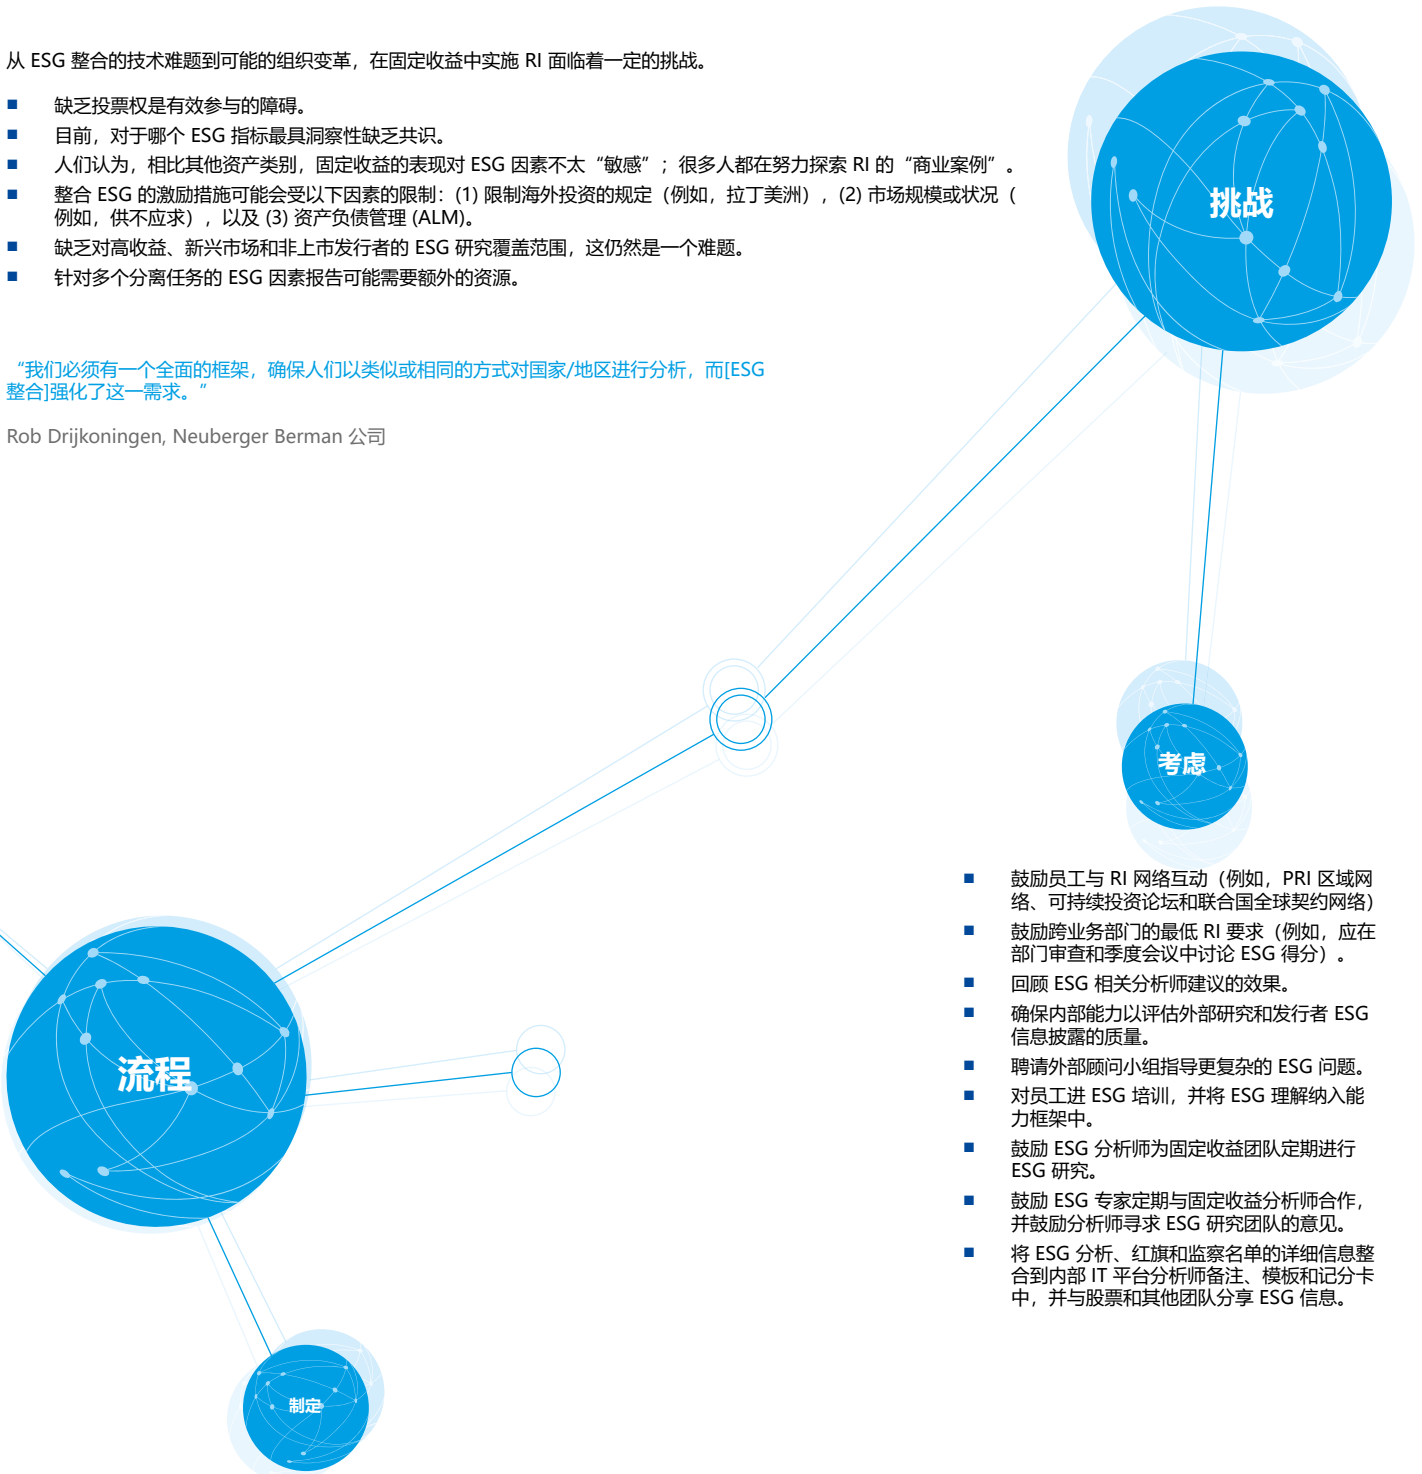 从 ESG 整合的技术难题到可能的组织变革，在固定收益中实施 RI 面临着一定的挑战。
■ 缺乏投票权是有效参与的障碍。
■ 目前，对于哪个 ESG 指标最具洞察性缺乏共识。
■ 人们认为，相比其他资产类别，固定收益的表现对 ESG 因素不太“敏感”；很多人都在努力探索 RI 的“商业案例”。
■ 整合 ESG 的激励措施可能会受以下因素的限制：(1) 限制海外投资的规定（例如，拉丁美洲），(2) 市场规模或状况（
例如，供不应求），以及 (3) 资产负债管理 (ALM)。
■ 缺乏对高收益、新兴市场和非上市发行者的 ESG 研究覆盖范围，这仍然是一个难题。
■ 针对多个分离任务的 ESG 因素报告可能需要额外的资源。
“我们必须有一个全面的框架，确保人们以类似或相同的方式对国家/地区进行分析，而[ESG
整合]强化了这一需求。”
Rob Drijkoningen, Neuberger Berman 公司
挑战
考虑
■ 鼓励员工与 RI 网络互动（例如，PRI 区域网
络、可持续投资论坛和联合国全球契约网络）
■ 鼓励跨业务部门的最低 RI 要求（例如，应在
部门审查和季度会议中讨论 ESG 得分）。
■ 回顾 ESG 相关分析师建议的效果。
■ 确保内部能力以评估外部研究和发行者 ESG
信息披露的质量。
■ 聘请外部顾问小组指导更复杂的 ESG 问题。
■ 对员工进 ESG 培训，并将 ESG 理解纳入能
力框架中。
■ 鼓励 ESG 分析师为固定收益团队定期进行
ESG 研究。
■ 鼓励 ESG 专家定期与固定收益分析师合作，
并鼓励分析师寻求 ESG 研究团队的意见。
■ 将 ESG 分析、红旗和监察名单的详细信息整
合到内部 IT 平台分析师备注、模板和记分卡
中，并与股票和其他团队分享 ESG 信息。
流程
制定